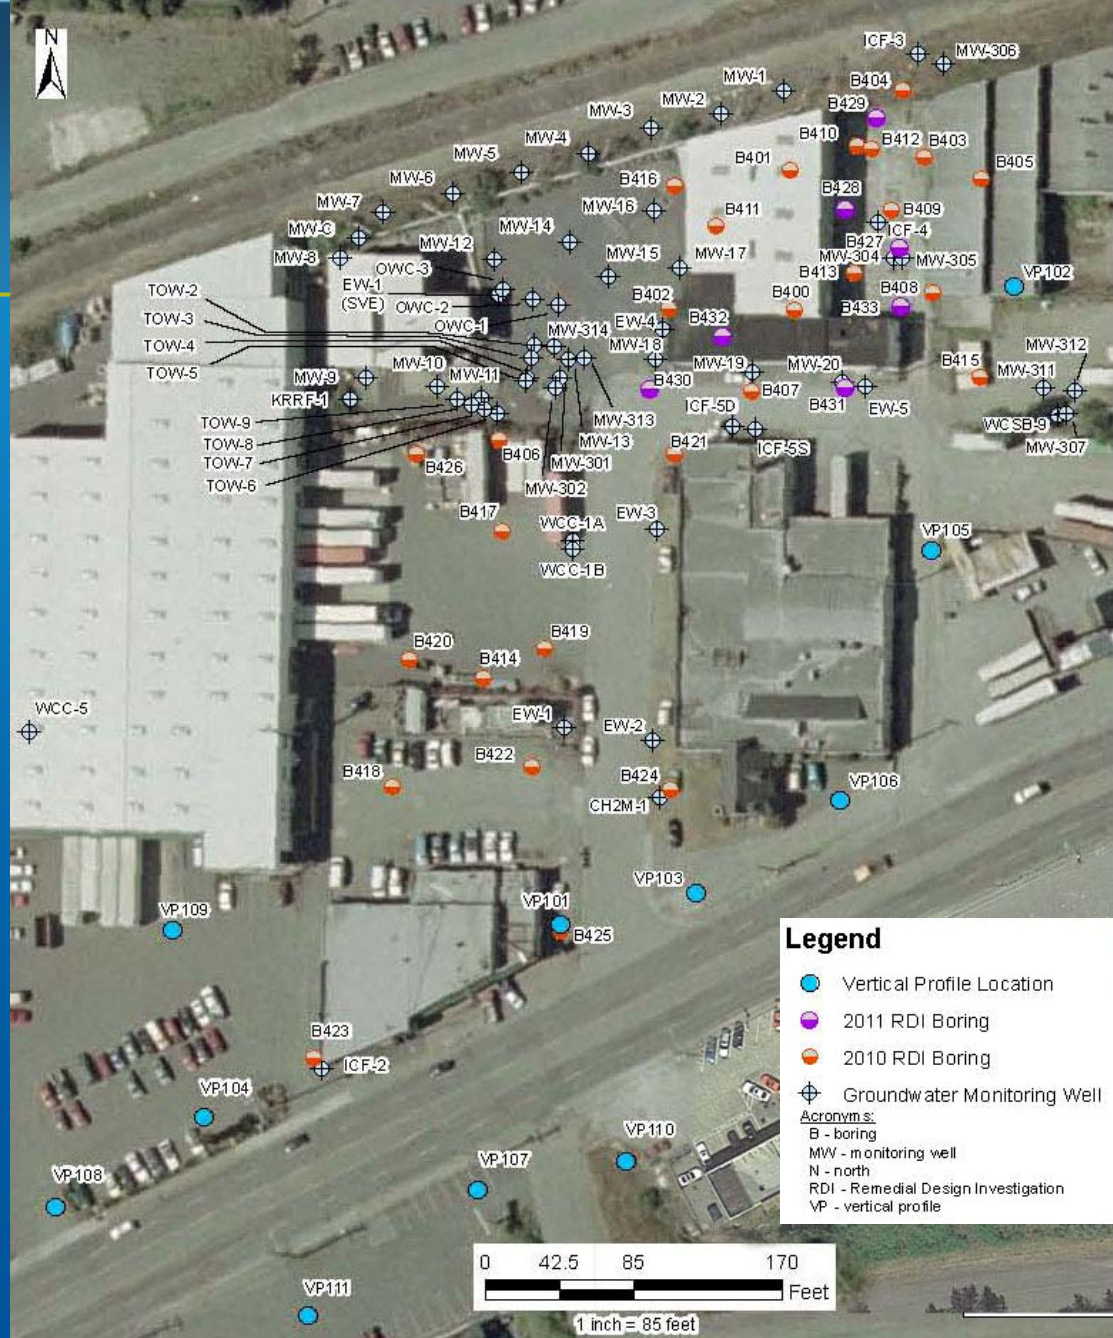 N
ICF-3
MW-306
MW-1
B404
MW-2
B429
MW-3
B410
B412
B403
MW-4
B401
B405
MW-5
B416
B428
MW-6
MW-16
B411
B409
MW-7
MW-14
B427
ICF-4
MW-C
MW-12
MW-15
MW-17
MW-304
MW-305
MW-8
OWC-3
B413
VP102
TOW-2
EW-1
(SVE)
OWC-2
B402
B400
B408
TOW-3
OWC-1
EW-4
B432
B433
TOW-4
MW-314
MW-18
MW-312
TOW-5
MW-10
MW-19
MW-20
B415
MW-311
MW-9
MW-11
B430
KRRF-1
B407
B431
EW-5
ICF-5D
MW-313
WCSB-9
TOW-9
MW-13
B421
ICF-5S
MW-307
TOW-8
B406
TOW-7
B426
MW-301
TOW-6
MW-302
B417
WCC-1A
EW-3
VP105
WCC-1B
B419
B420
B414
WCC-5
EW-1
EW-2
B422
B418
B424
VP106
CH2M-1
VP103
VP101
VP109
B425
B423
ICF-2
VP104
VP110
VP107
VP108
VP111
Legend
Vertical Profile Location
2011 RDI Boring
2010 RDI Boring
Groundwater Monitoring Well
Acronyms:
B - boring
MW - monitoring well
N - north
RDI - Remedial Design Investigation
VP - vertical profile
0 42.5 85 170
Feet
1 inch = 85 feet